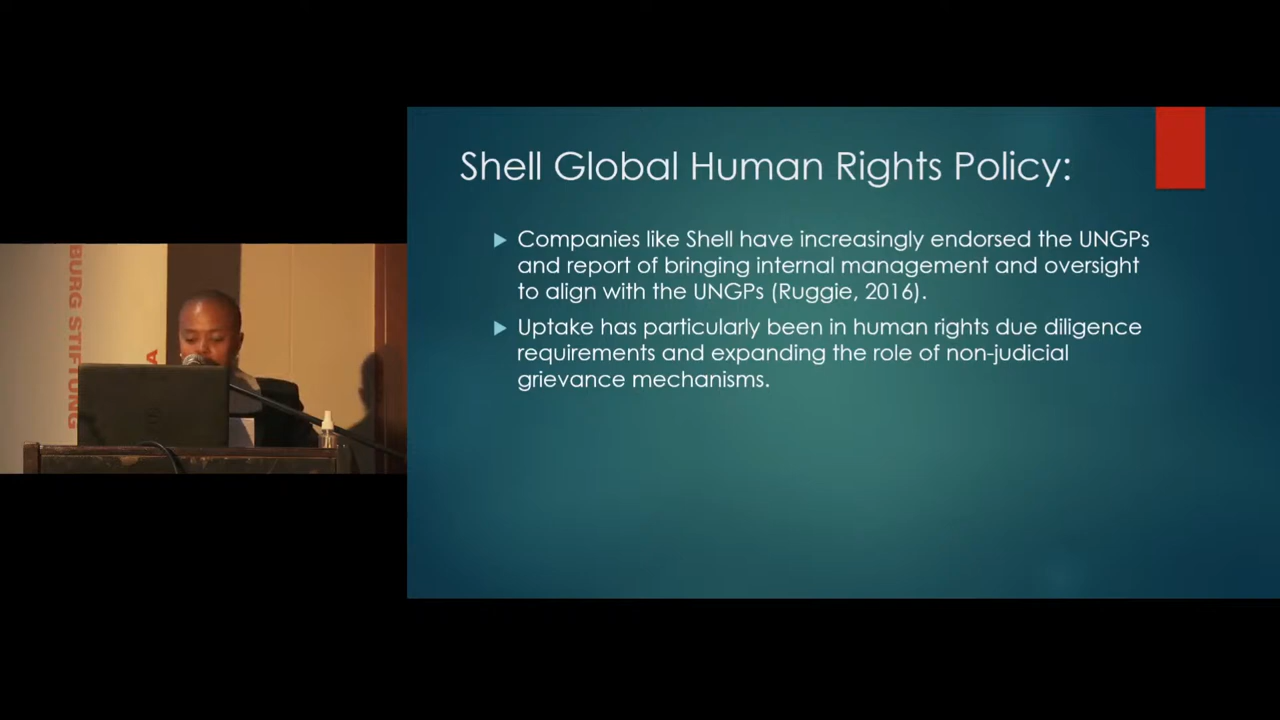 Shell Global Human Rights Policy:
Companies like Shell have increasingly endorsed the UNGPs
and report of bringing internal management and oversight
to align with the UNGPs (Ruggie, 2016).
Uptake has particularly been in human rights due diligence
requirements and expanding the role of non-judicial
grievance mechanisms.
BURG STIFTUNG
A